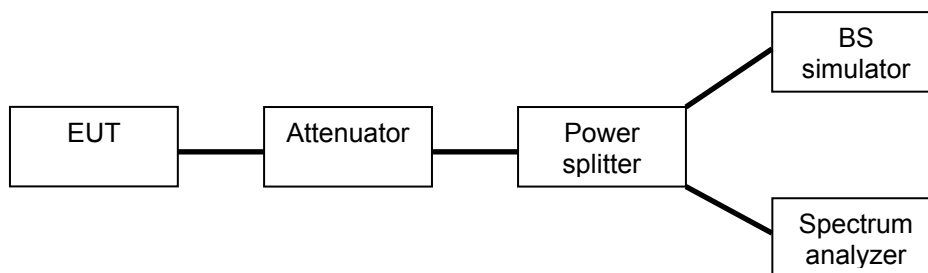 EUT
Attenuator
Power
splitter
BS
simulator
Spectrum
analyzer